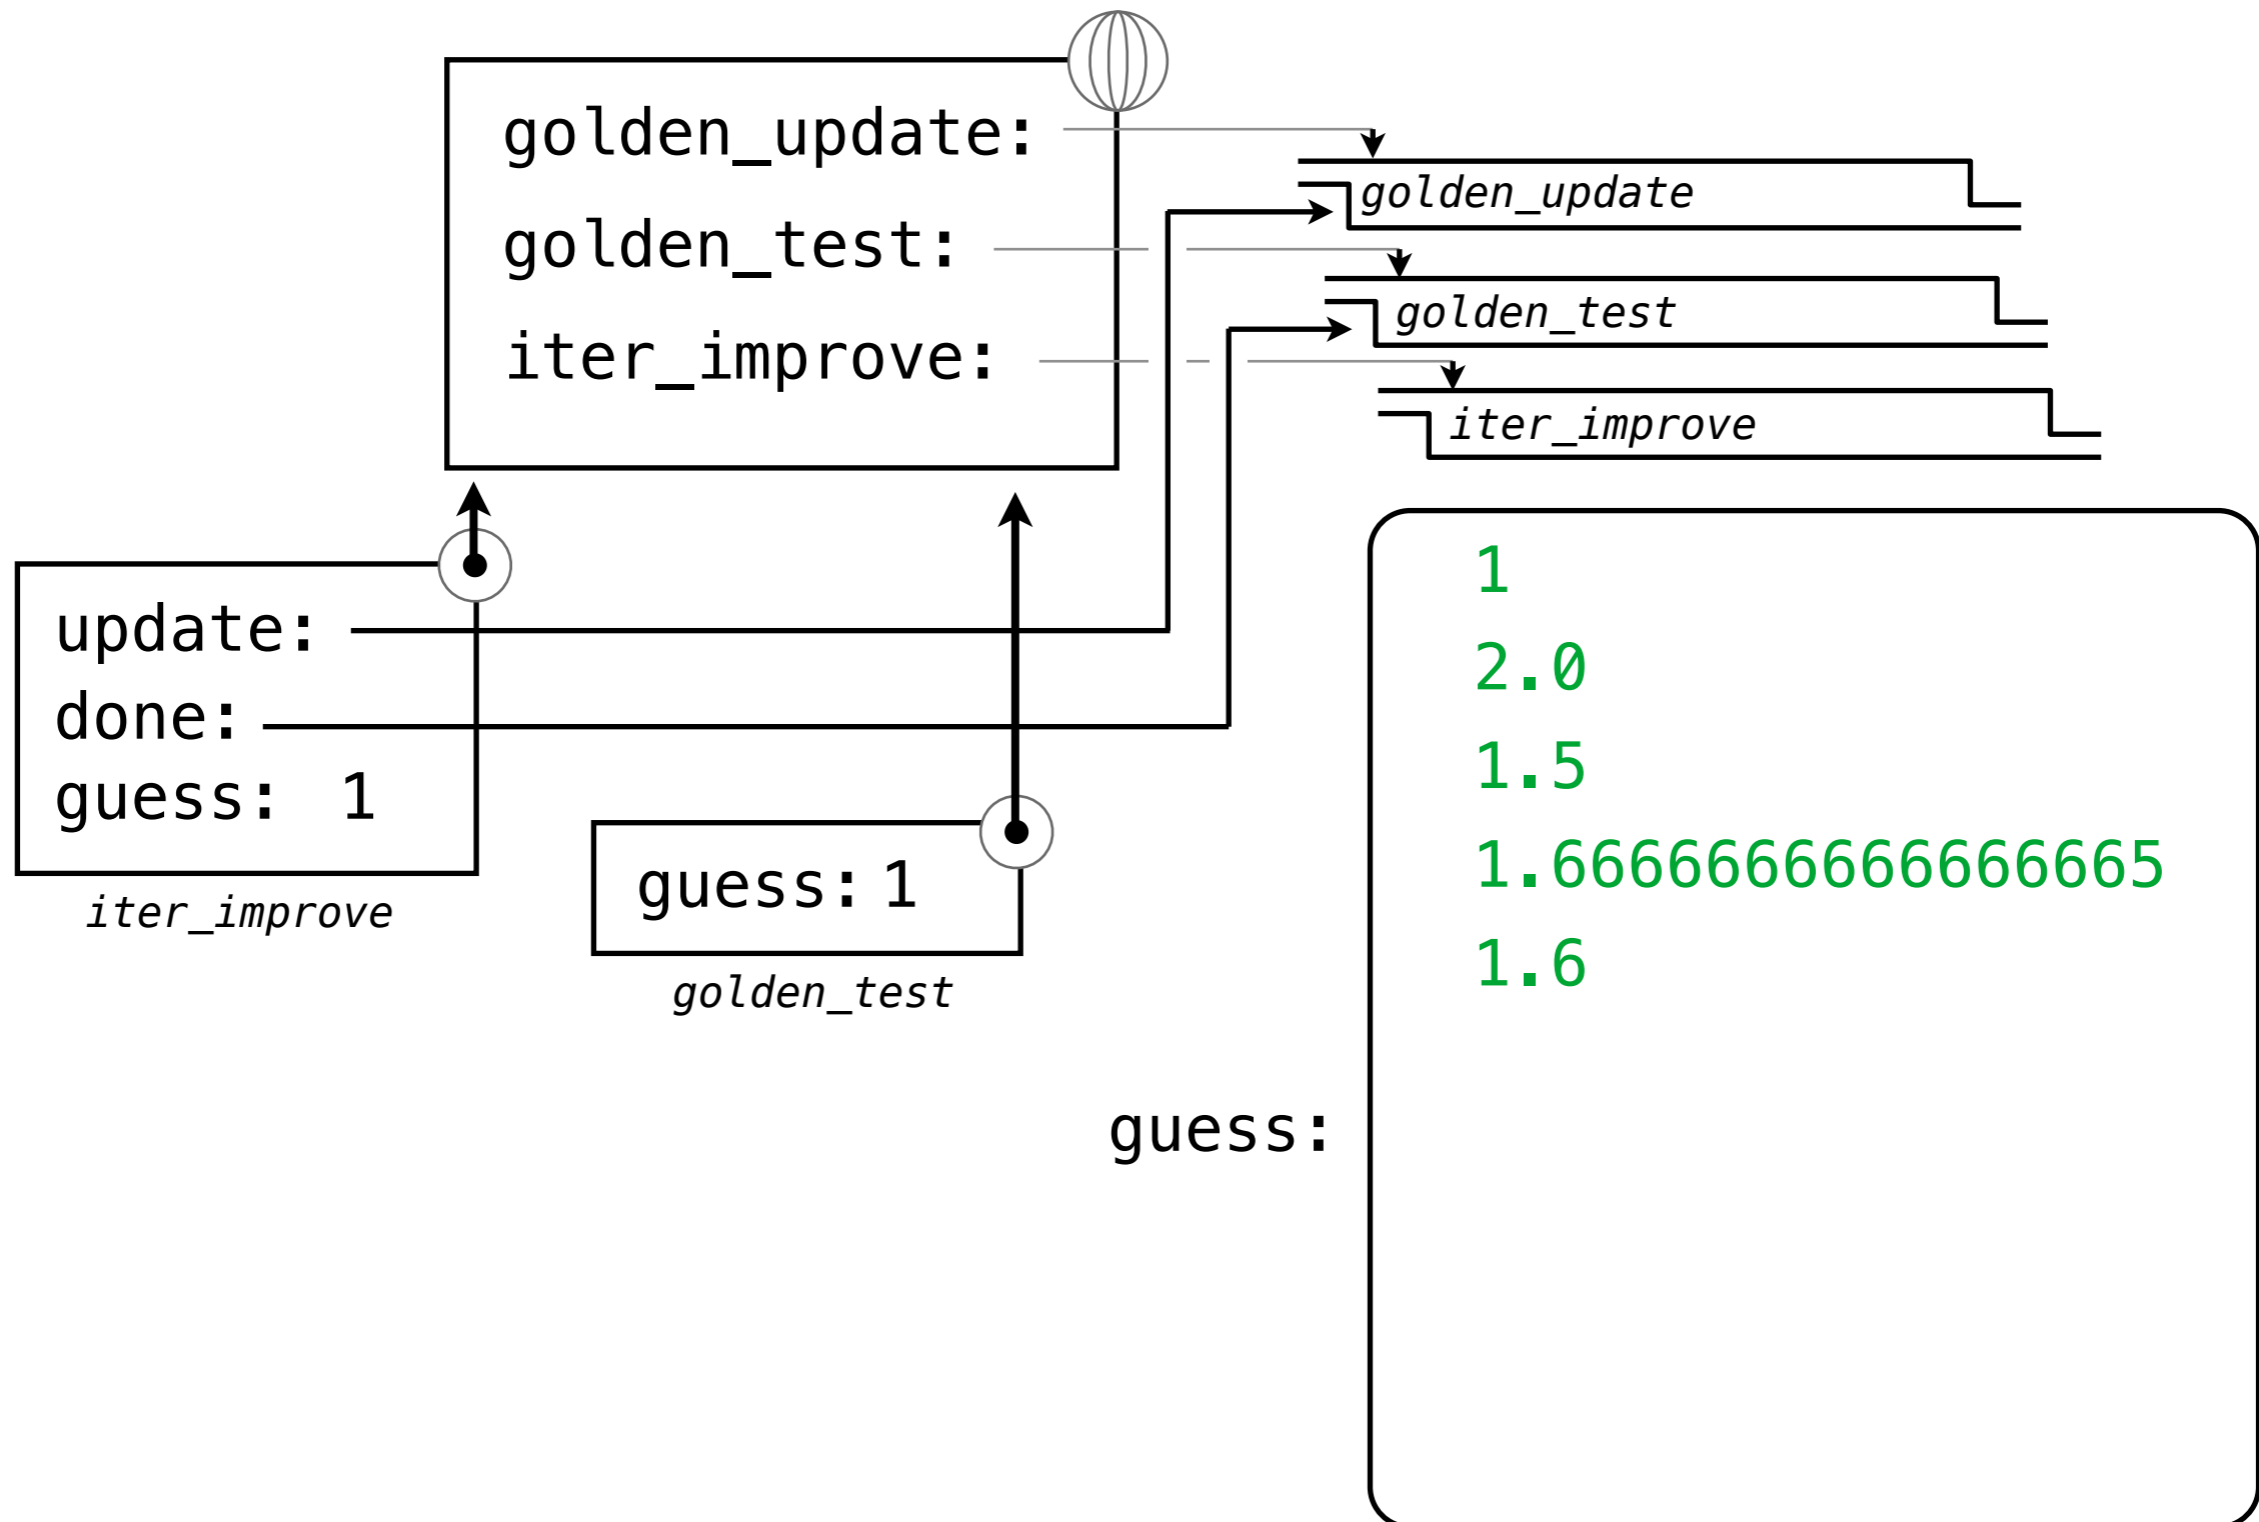 golden_update:
golden_test:
iter_improve:
golden_update
golden_test
iter_improve
update:
done:
guess: 1
iter_improve
guess: 1
golden_test
guess:
1
2.0
1.5
1.6666666666666665
1.6